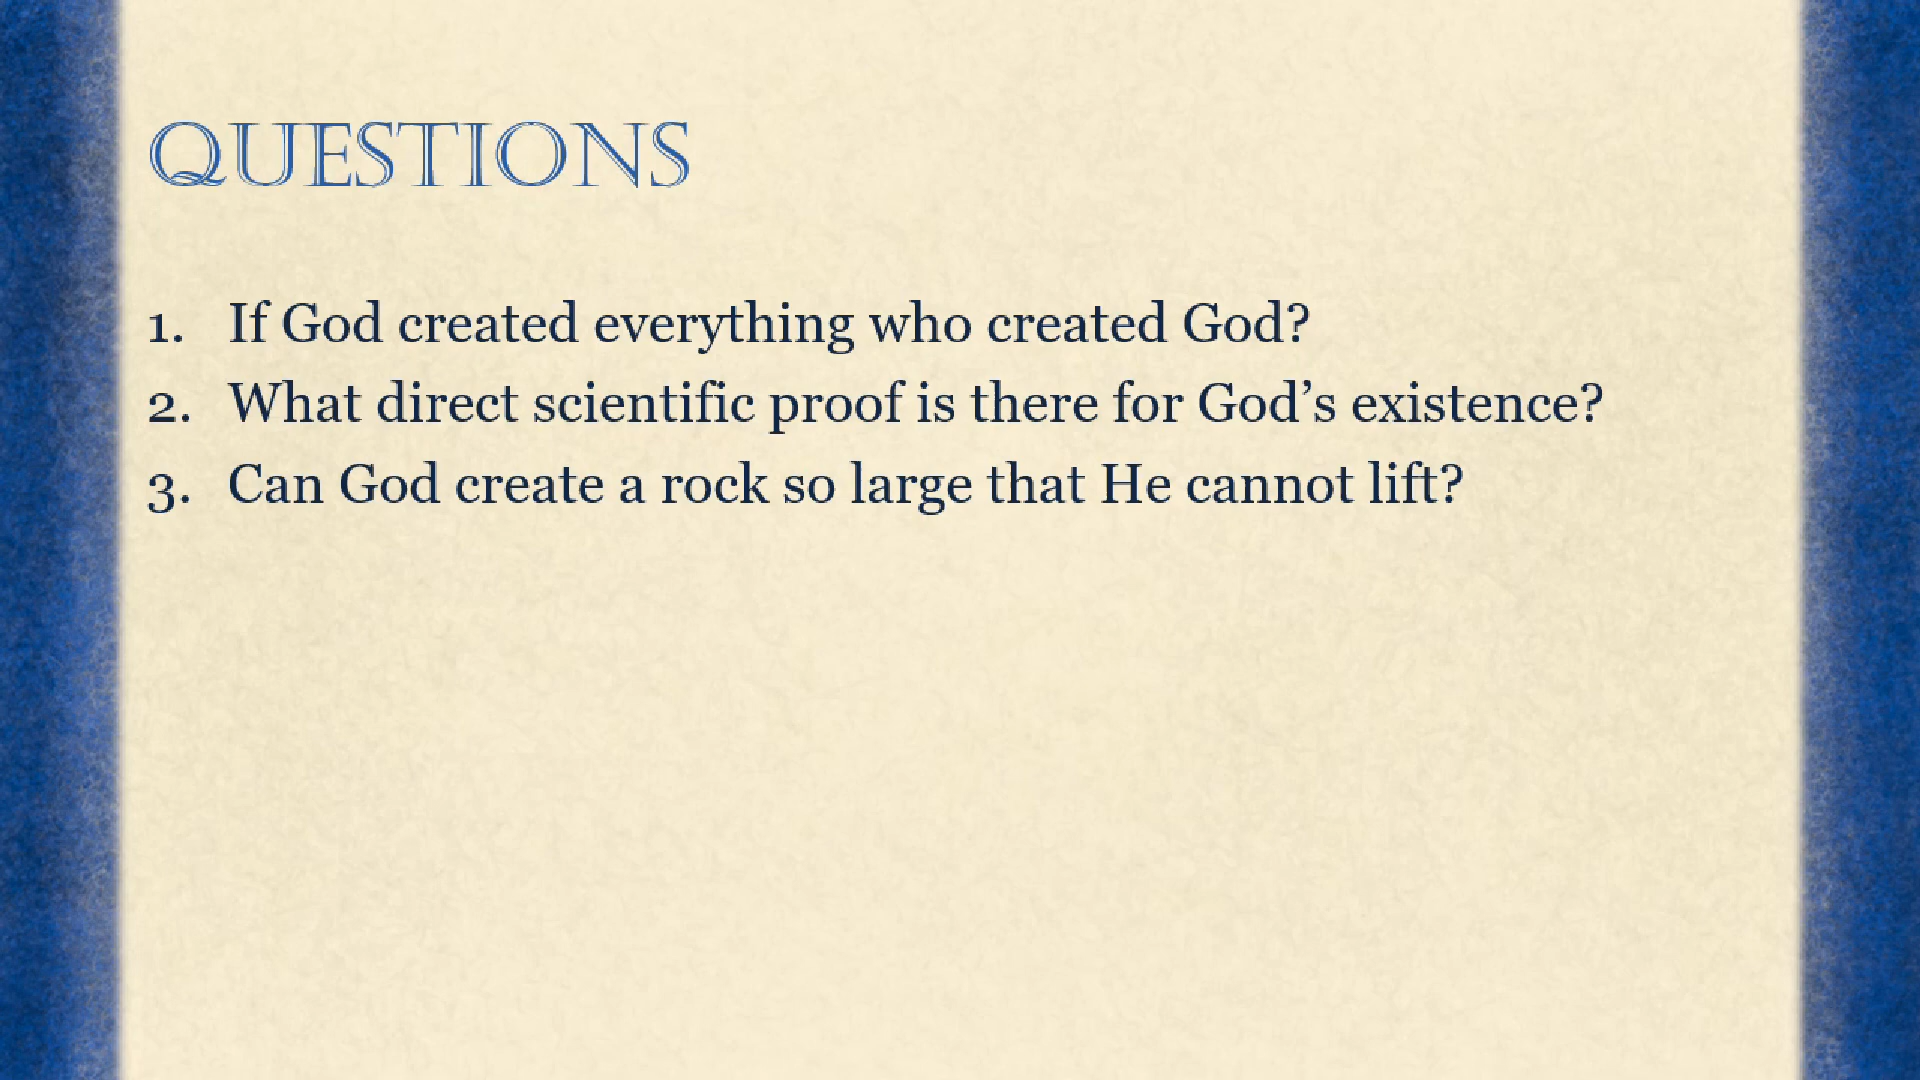 QUESTIONS
1. If God created everything who created God?
2. What direct scientific proof is there for God’s existence?
3. Can God create a rock so large that He cannot lift?